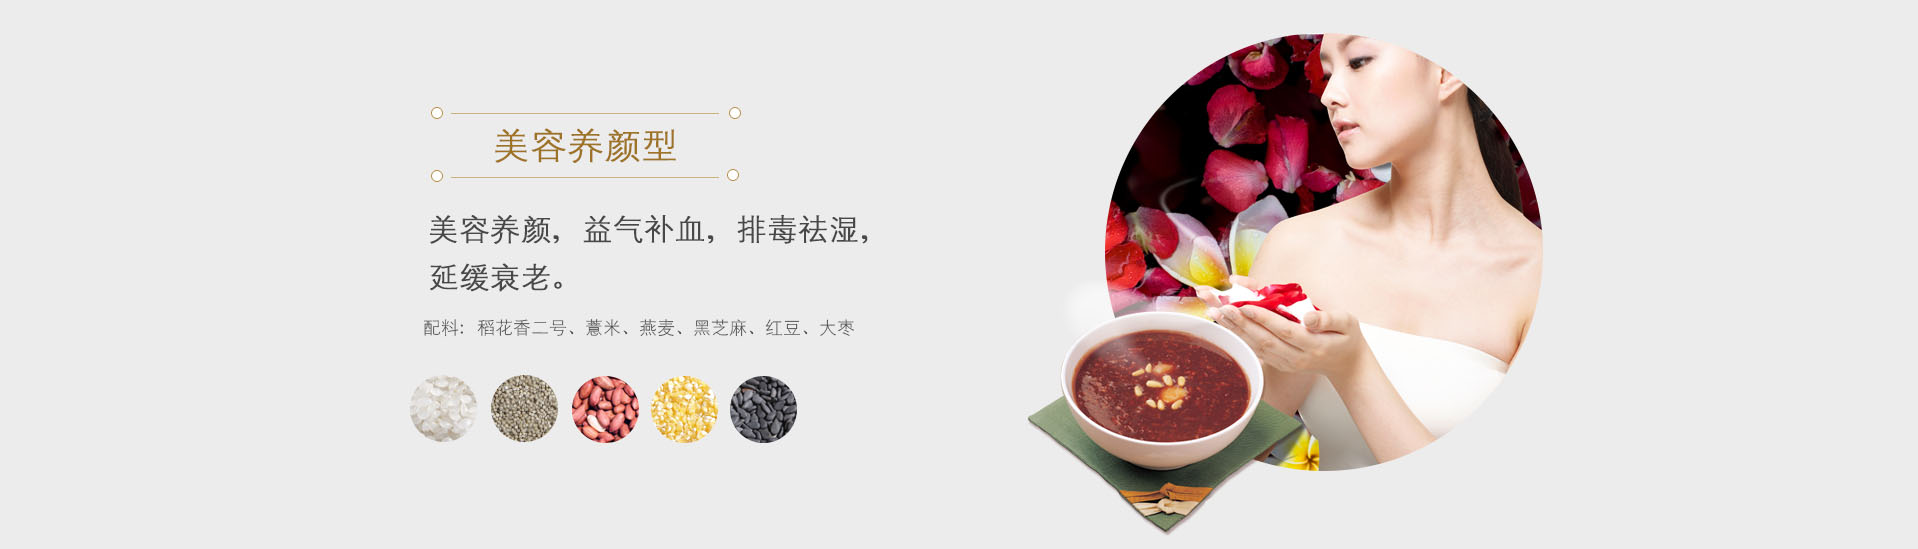 美容养颜型
美容养颜，益气补血，排毒祛湿，
延缓衰老。
配料：稻花香二号、薏米、燕麦、黑芝麻、红豆、大枣